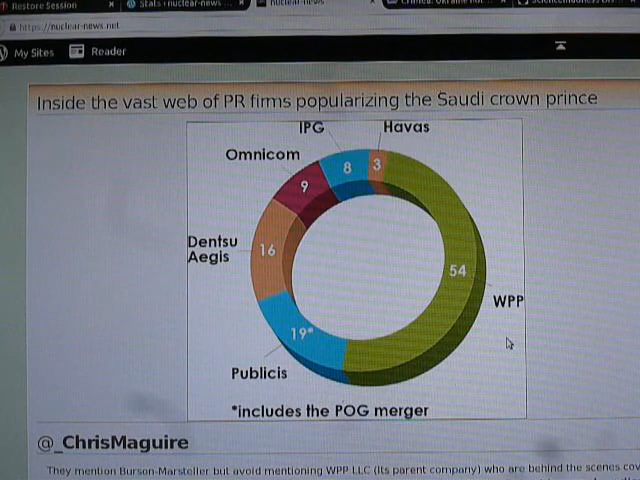 Restore Session
Stats ‹ nuclear-news
nuclear-news
https://nuclear-news.net
My Sites
Reader
Inside the vast web of PR firms popularizing the Saudi crown prince
IPG
Havas
Omnicom
8
3
9
Dentsu
Aegis
16
54
WPP
19*
Publicis
*includes the POG merger
@_ChrisMaguire
They mention Burson-Marsteller but avoid mentioning WPP LLC (Its parent company) who are behind the scenes cov